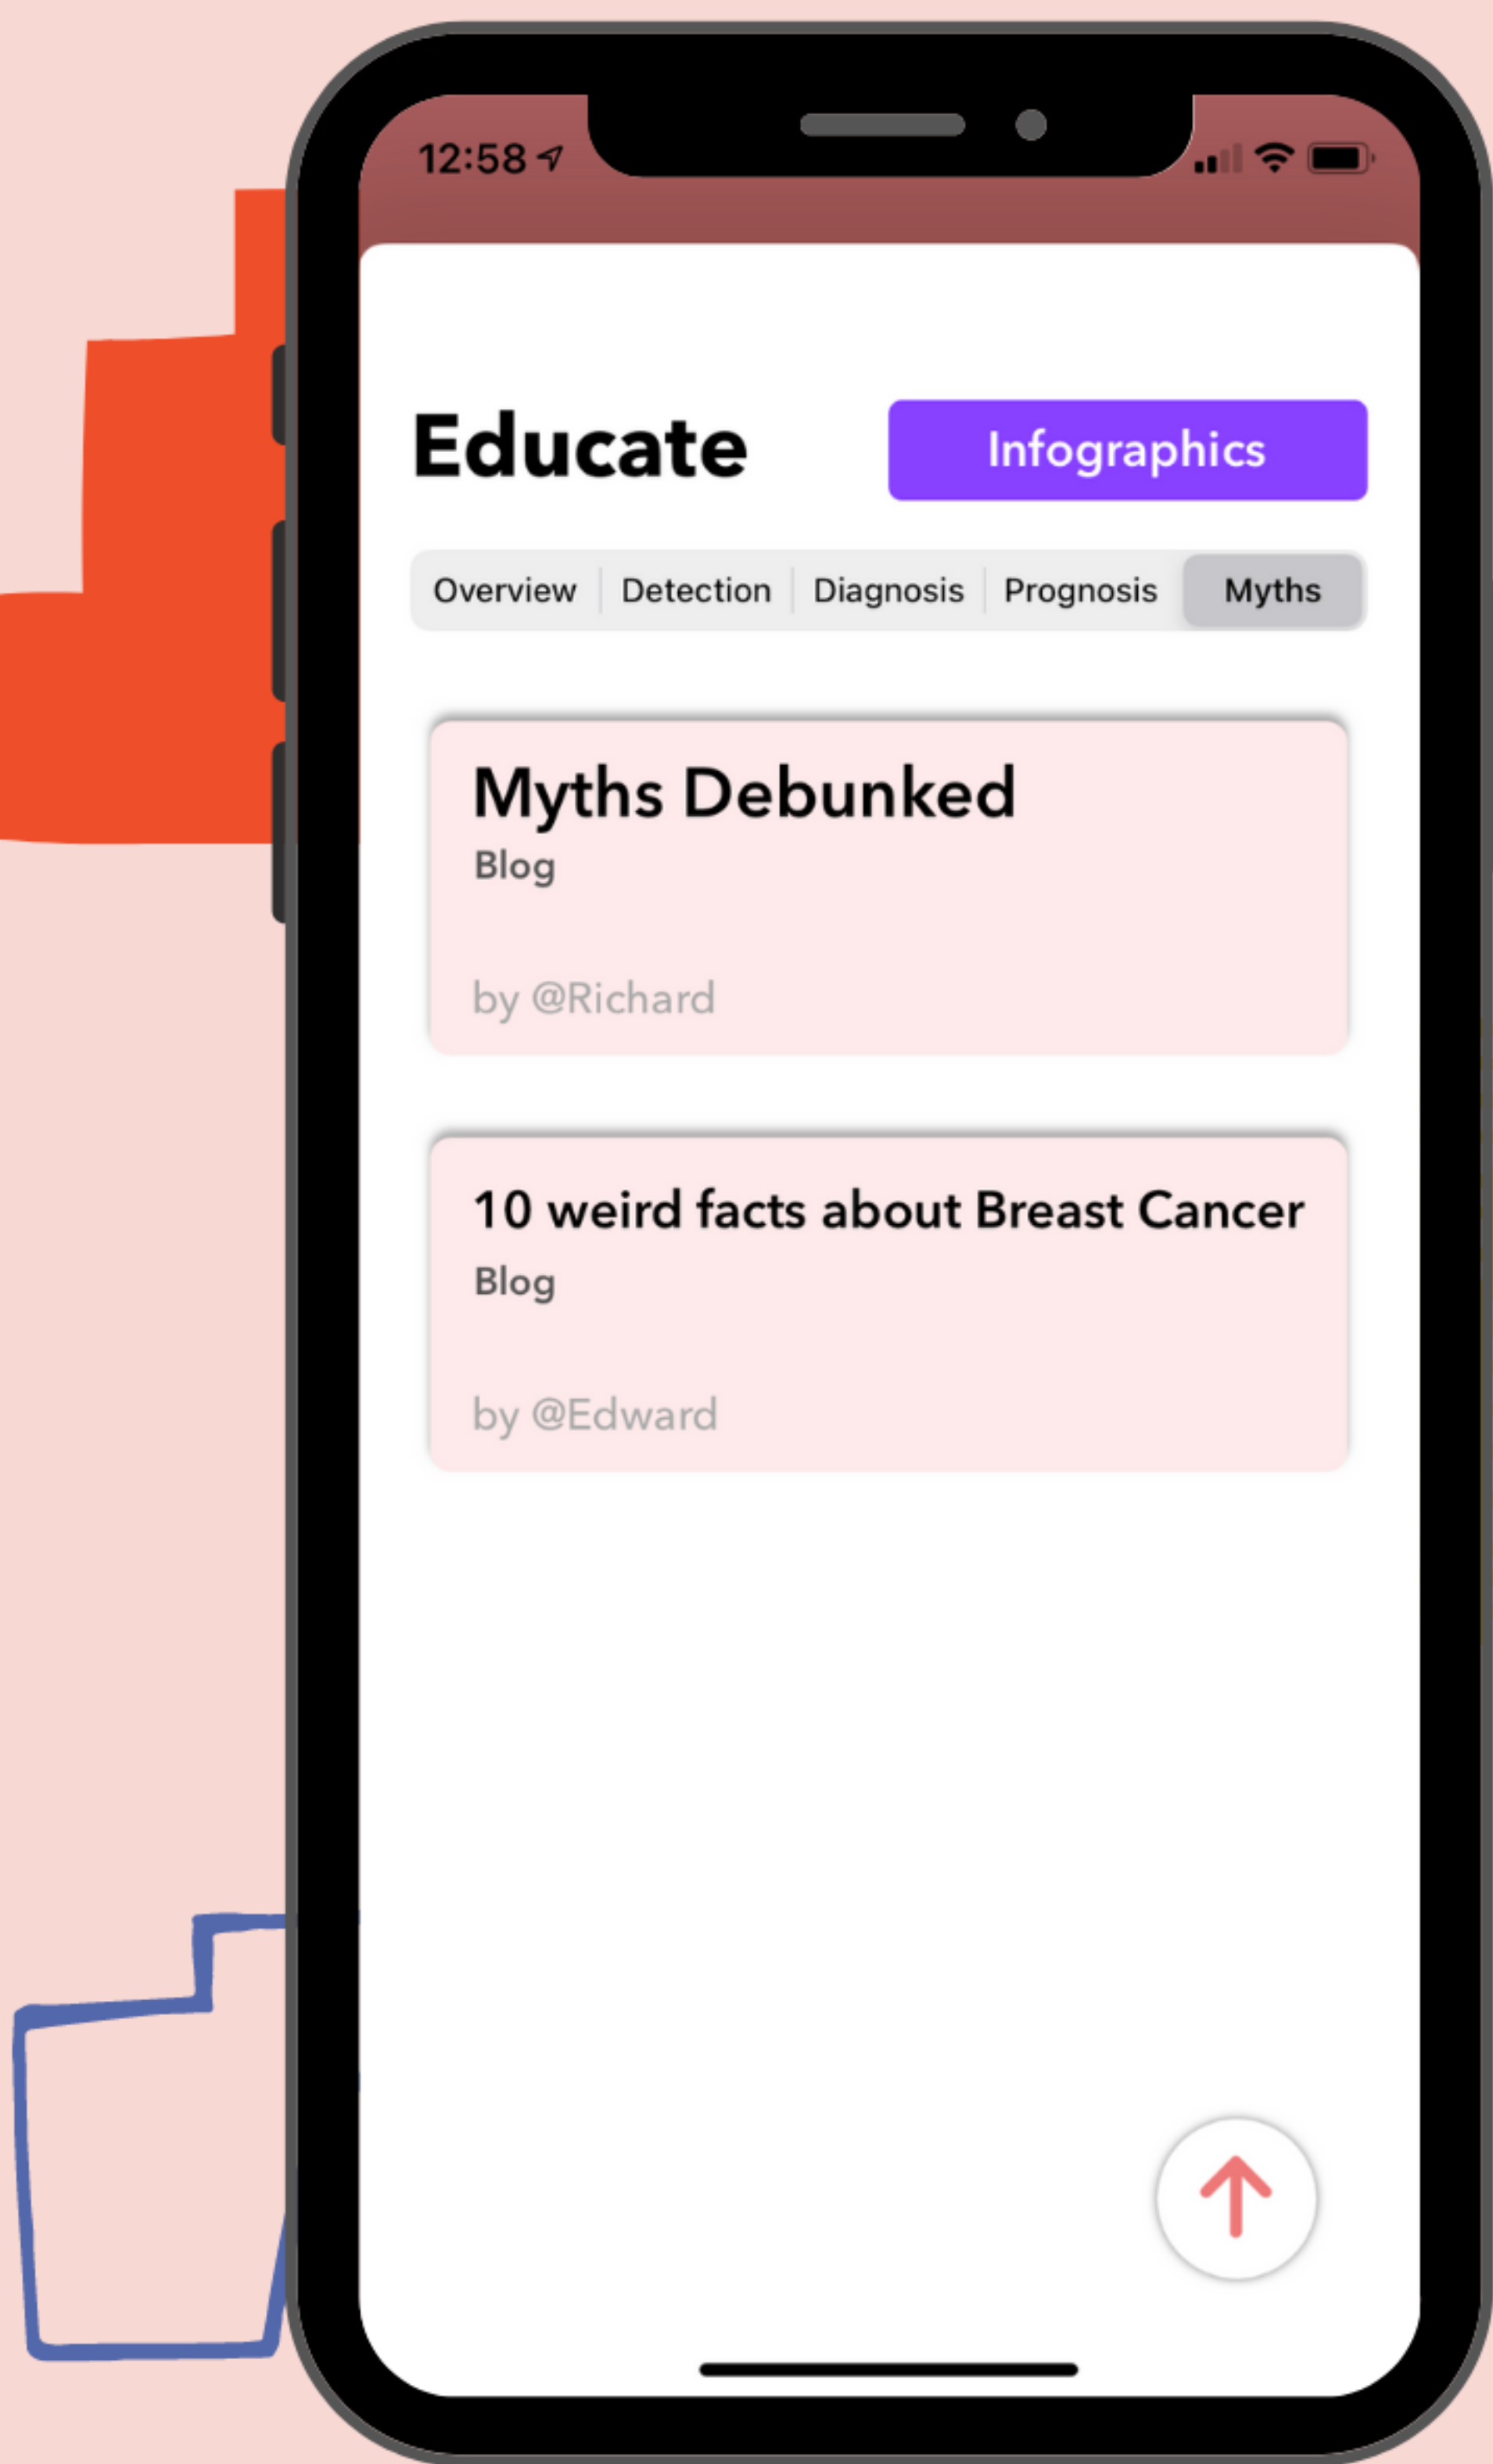 12:58
Educate
Infographics
Overview Detection Diagnosis Prognosis Myths
Myths Debunked
Blog
by @Richard
10 weird facts about Breast Cancer
Blog
by @Edward